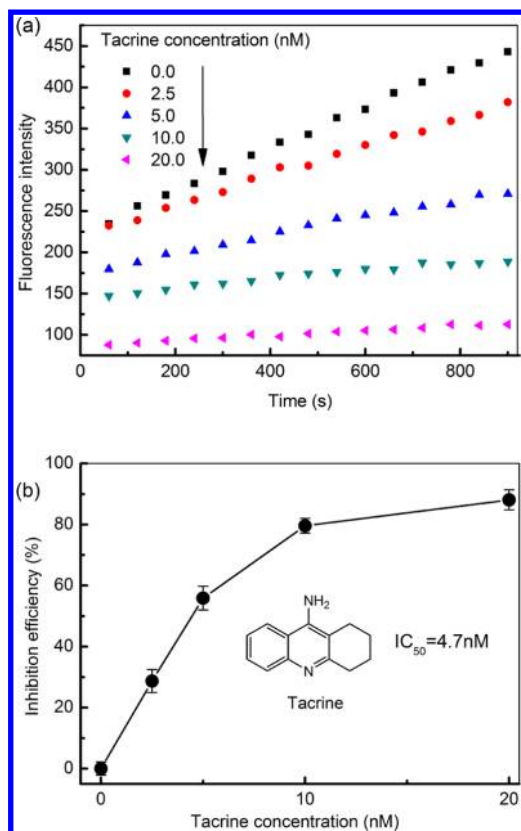 (a)
Tacrine concentration (nM)
0.0
2.5
5.0
10.0
20.0
450
400
350
300
250
200
150
100
Fluorescence intensity
0 200 400 600 800
Time (s)
(b)
100
80
60
40
20
0
Inhibition efficiency (%)
NH2
N
Tacrine
IC50=4.7nM
0 10 20
Tacrine concentration (nM)